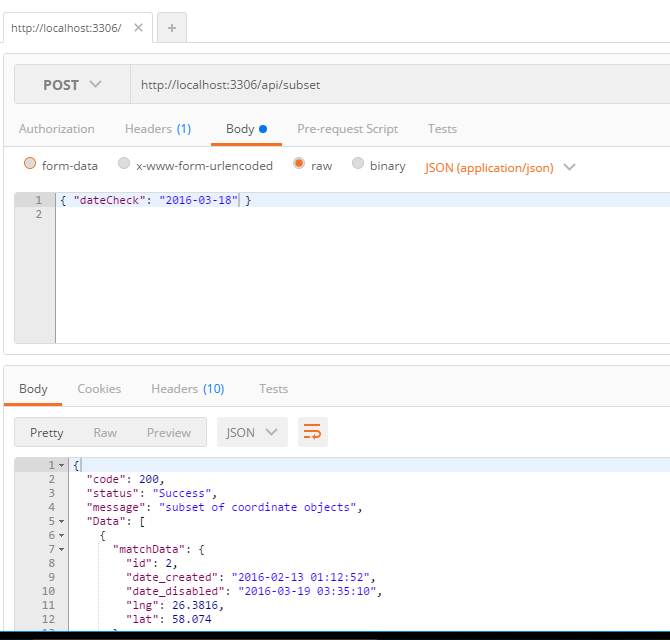 http://localhost:3306/ × +
POST http://localhost:3306/api/subset
Authorization Headers (1) Body Pre-request Script Tests
form-data x-www-form-urlencoded raw binary JSON (application/json)
1 { "dateCheck": "2016-03-18" }
2
Body Cookies Headers (10) Tests
Pretty Raw Preview JSON
1 {
2 "code": 200,
3 "status": "Success",
4 "message": "subset of coordinate objects",
5 "Data": [
6 {
7 "matchData": {
8 "id": 2,
9 "date_created": "2016-02-13 01:12:52",
10 "date_disabled": "2016-03-19 03:35:10",
11 "lng": 26.3816,
12 "lat": 58.074